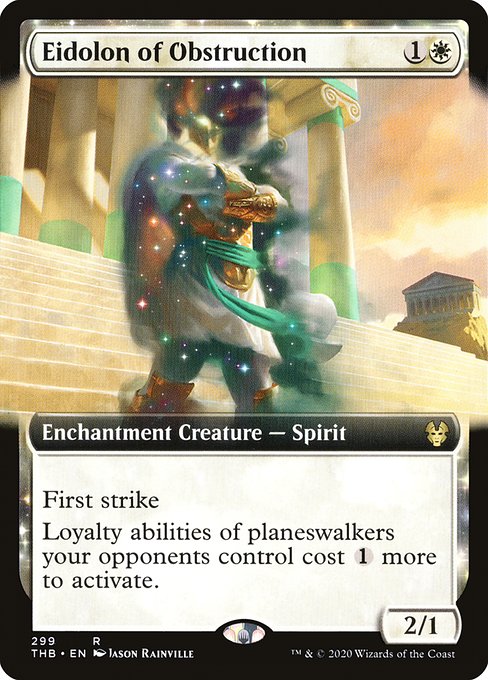 Eidolon of Obstruction 1
Enchantment Creature — Spirit
First strike
Loyalty abilities of planeswalkers
your opponents control cost 1 more
to activate.
2/1
299 R
THB • EN Jason Rainville ™ & © 2020 Wizards of the Coast